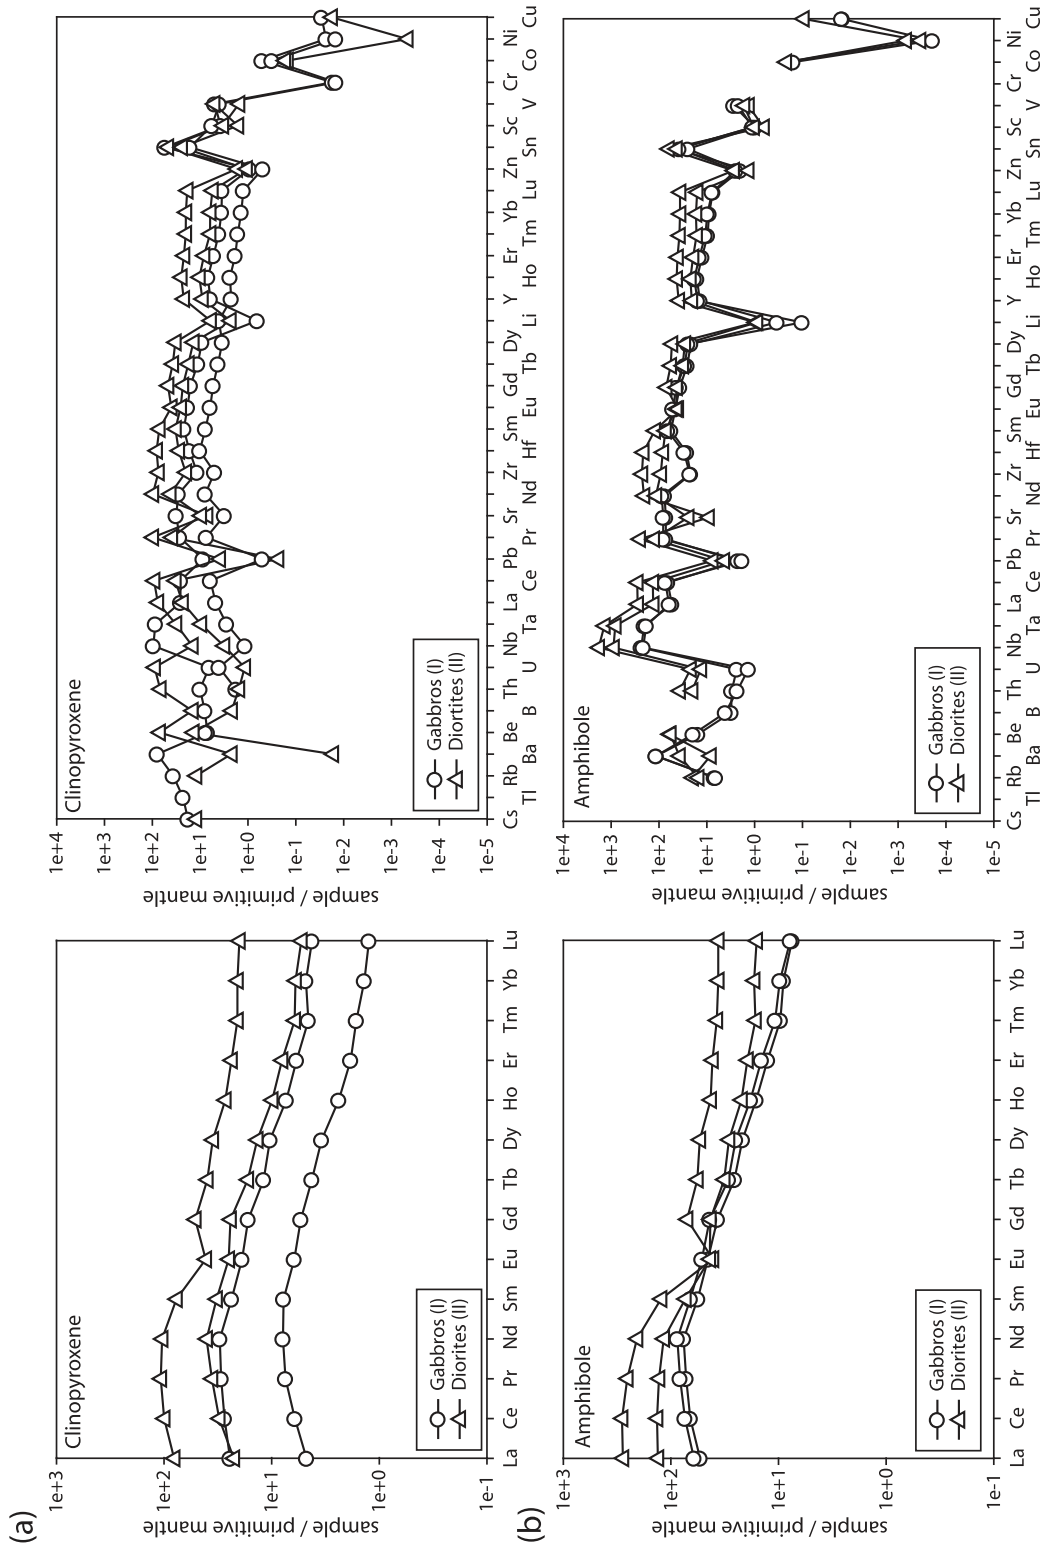 (a)
1e+3
1e+2
1e+1
1e+0
1e-1
sample / primitive mantle
Clinopyroxene
Gabbros (I)
Diorites (II)
La Ce Pr Nd Sm Eu Gd Tb Dy Ho Er Tm Yb Lu
1e+4
1e+3
1e+2
1e+1
1e+0
1e-1
1e-2
1e-3
1e-4
1e-5
sample / primitive mantle
Clinopyroxene
Gabbros (I)
Diortites (II)
Cs Tl Rb Ba Be B Th U Nb Ta La Ce Pb Pr Sr Nd Zr Hf Sm Eu Gd Tb Dy Li Y Ho Er Tm Yb Lu Zn Sn Sc V Cr Co Ni Cu
(b)
1e+3
1e+2
1e+1
1e+0
1e-1
sample / primitive mantle
Amphibole
Gabbros (I)
Diorites (II)
La Ce Pr Nd Sm Eu Gd Tb Dy Ho Er Tm Yb Lu
1e+4
1e+3
1e+2
1e+1
1e+0
1e-1
1e-2
1e-3
1e-4
1e-5
sample / primitive mantle
Amphibole
Gabbros (I)
Diorites (II)
Cs Tl Rb Ba Be B Th U Nb Ta La Ce Pb Pr Sr Nd Zr Hf Sm Eu Gd Tb Dy Li Y Ho Er Tm Yb Lu Zn Sn Sc V Cr Co Ni Cu